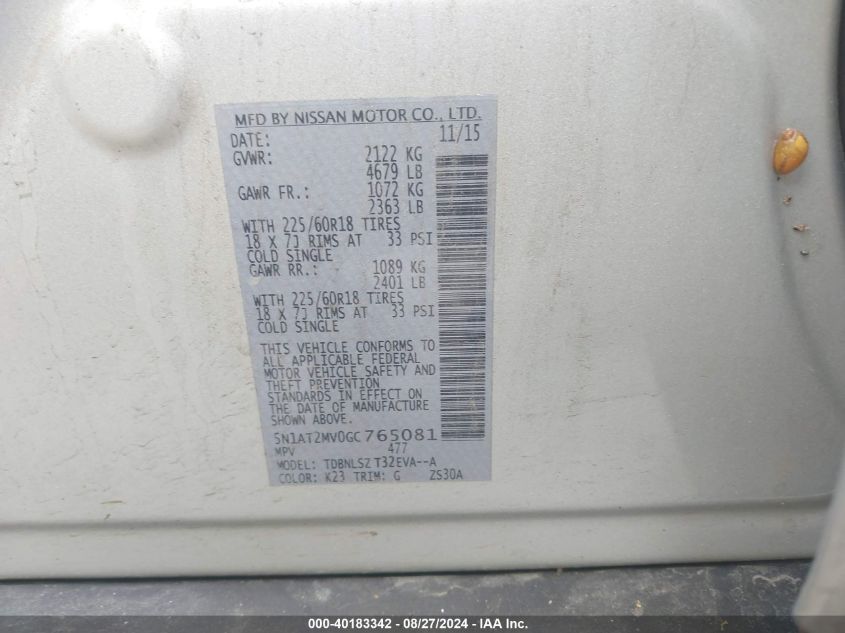 MFD BY NISSAN MOTOR CO., LTD.
DATE: 11/15
GVWR: 2122 KG
4679 LB
GAWR FR.: 1072 KG
2363 LB
WITH 225/60R18 TIRES
18 X 7J RIMS AT 33 PSI
COLD SINGLE
GAWR RR.: 1089 KG
2401 LB
WITH 225/60R18 TIRES
18 X 7J RIMS AT 33 PSI
COLD SINGLE
THIS VEHICLE CONFORMS TO
ALL APPLICABLE FEDERAL
MOTOR VEHICLE SAFETY AND
THEFT PREVENTION
STANDARDS IN EFFECT ON
THE DATE OF MANUFACTURE
SHOWN ABOVE.
5N1AT2MV0GC765081
MPV 477
MODEL: TDBNLSZ T32EVA--A
COLOR: K23 TRIM: G ZS30A
000-40183342 - 08/27/2024 - IAA Inc.